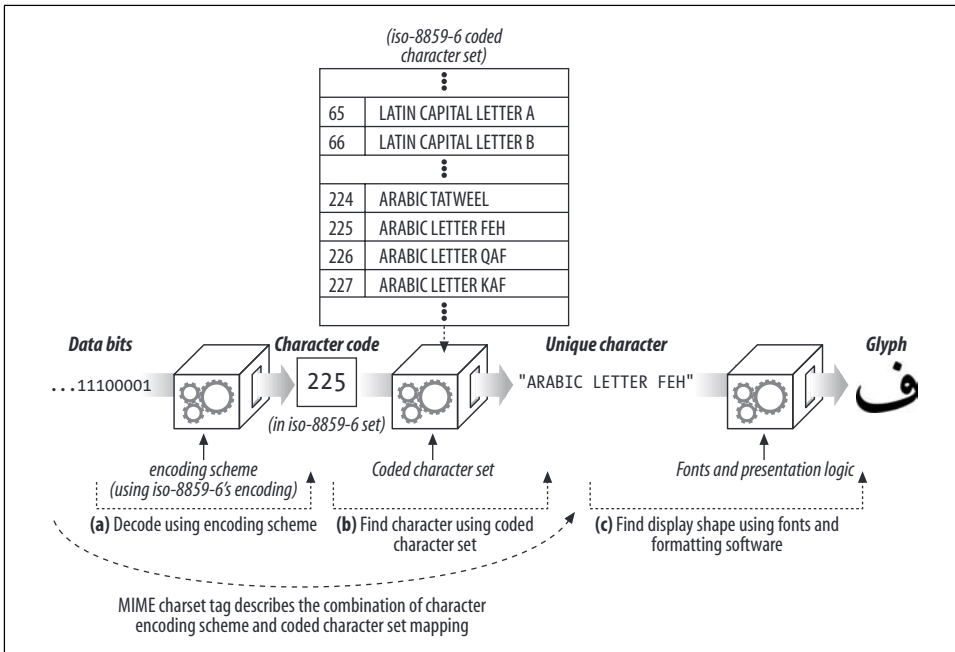 (iso-8859-6 coded
character set)
65 LATIN CAPITAL LETTER A
66 LATIN CAPITAL LETTER B
224 ARABIC TATWEEL
225 ARABIC LETTER FEH
226 ARABIC LETTER QAF
227 ARABIC LETTER KAF
Data bits
Character code
Unique character
Glyph
...11100001
225
"ARABIC LETTER FEH"
ف
(in iso-8859-6 set)
encoding scheme
(using iso-8859-6's encoding)
Coded character set
Fonts and presentation logic
(a) Decode using encoding scheme
(b) Find character using coded
character set
(c) Find display shape using fonts and
formatting software
MIME charset tag describes the combination of character
encoding scheme and coded character set mapping